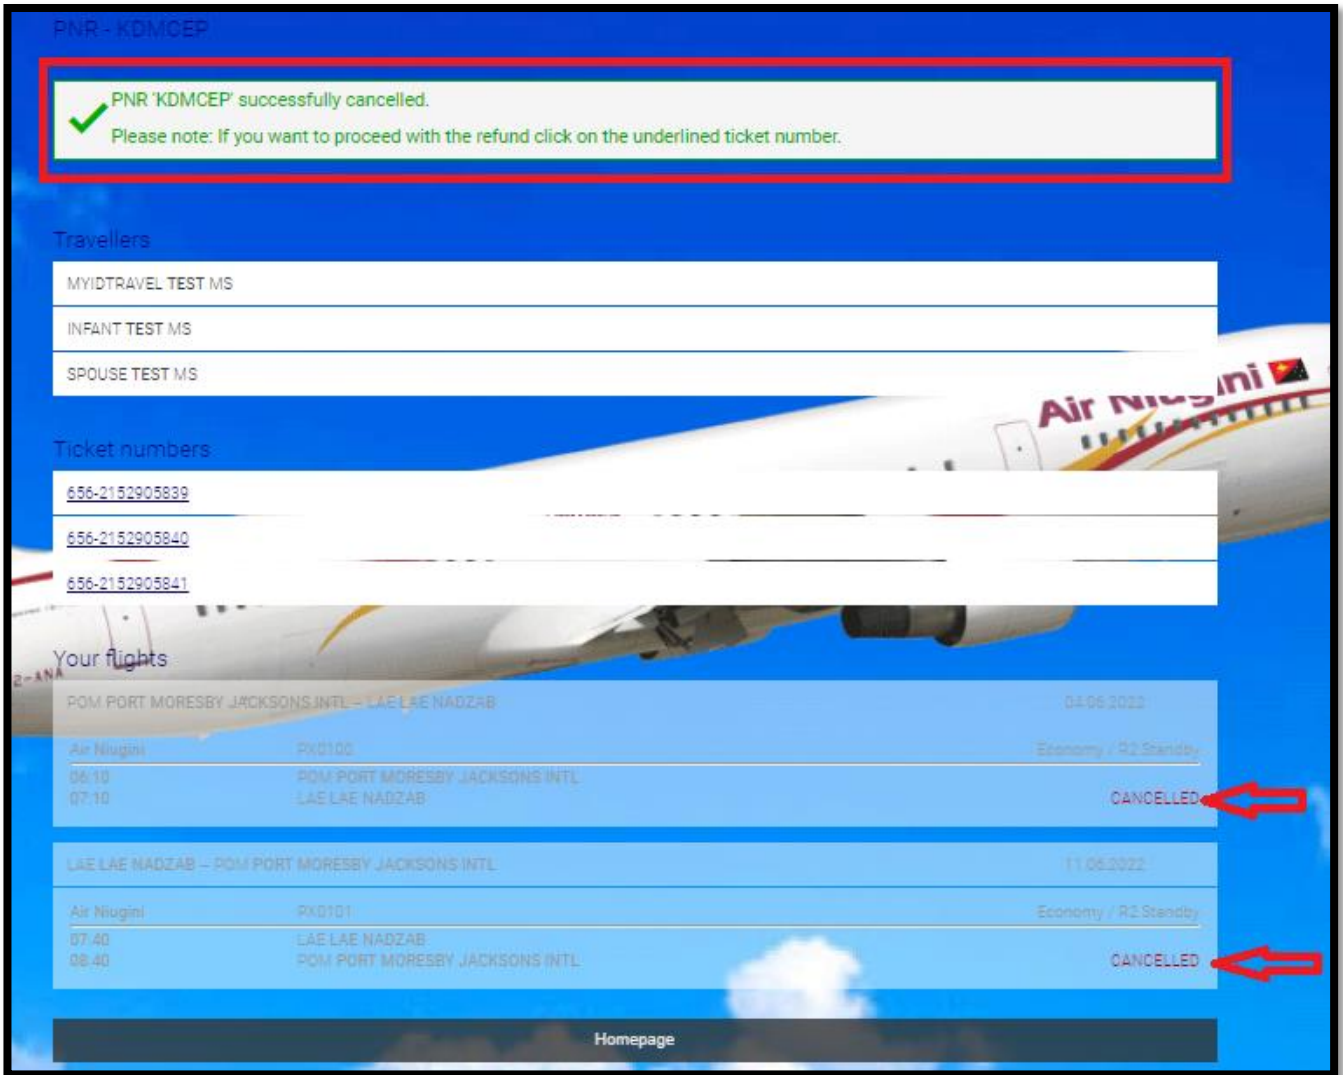 PNR - KDMCEP
PNR 'KDMCEP' successfully cancelled.
Please note: If you want to proceed with the refund click on the underlined ticket number.
Travellers
MYIDTRAVEL TEST MS
INFANT TEST MS
SPOUSE TEST MS
Air Niugini
Ticket numbers
656-2152905839
656-2152905840
656-2152905841
Your flights
2-ANA
POM PORT MORESBY JACKSONS INTL – LAE LAE NADZAB 04.06.2022
Air Niugini PX0100 Economy / R2 Standby
06:10 POM PORT MORESBY JACKSONS INTL
07:10 LAE LAE NADZAB CANCELLED
LAE LAE NADZAB – POM PORT MORESBY JACKSONS INTL 11.06.2022
Air Niugini PX0101 Economy / R2 Standby
07:40 LAE LAE NADZAB
08:40 POM PORT MORESBY JACKSONS INTL CANCELLED
Homepage